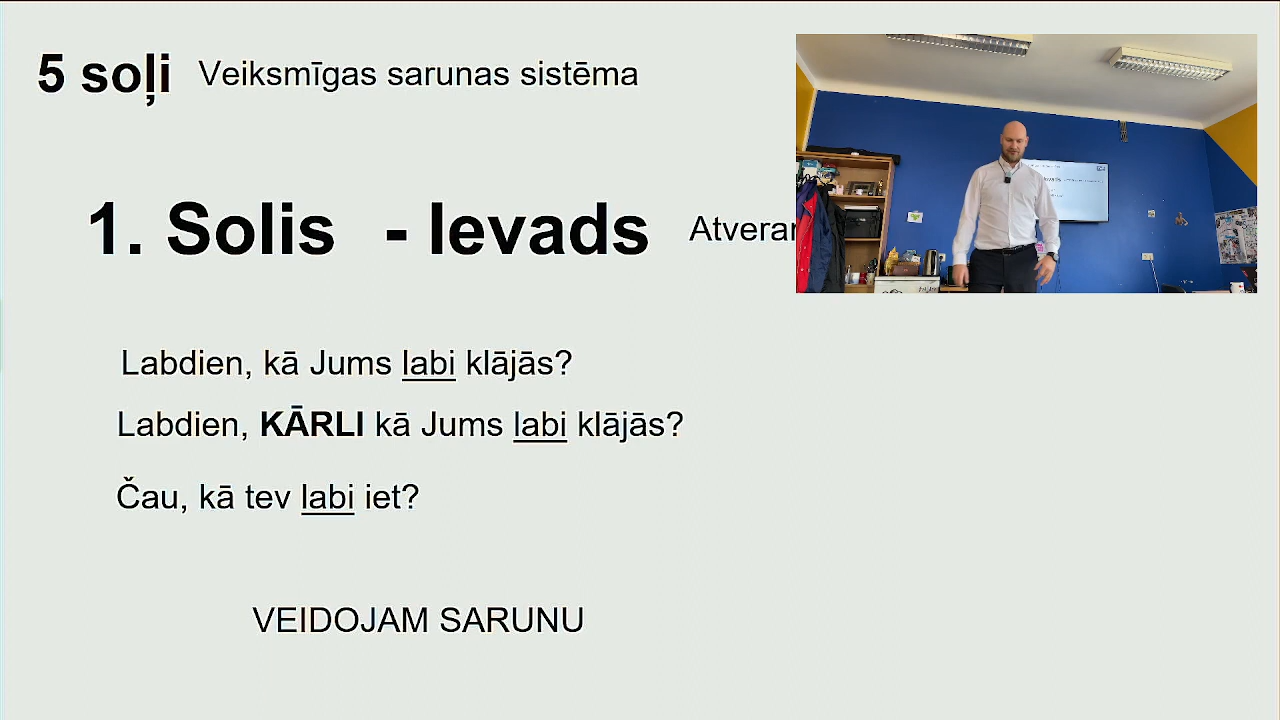 5 soļi Veiksmīgas sarunas sistēma
1. Solis - Ievads
Labdien, kā Jums labi klājās?
Labdien, KĀRLI kā Jums labi klājās?
Čau, kā tev labi iet?
VEIDOJAM SARUNU